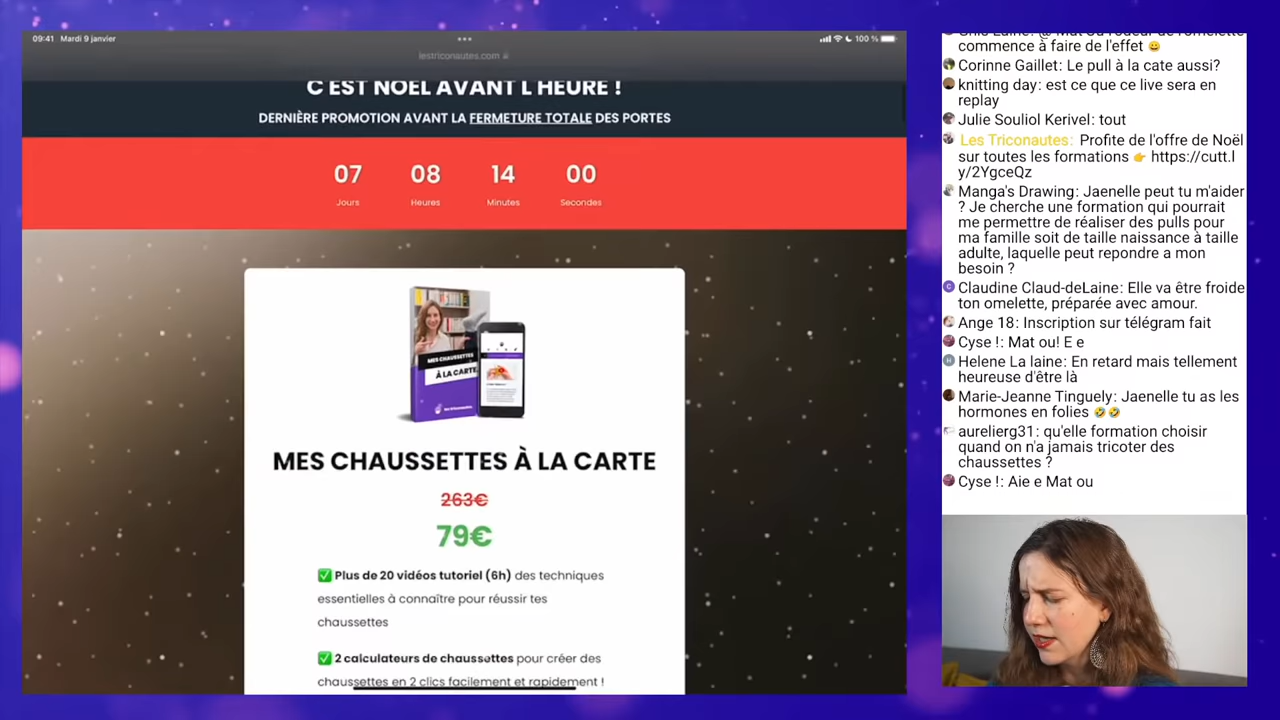 09:41 Mardi 9 janvier
100 %
lestriconautes.com
C'EST NOËL AVANT L'HEURE !
DERNIÈRE PROMOTION AVANT LA FERMETURE TOTALE DES PORTES
07 08 14 00
Jours Heures Minutes Secondes
MES CHAUSSETTES
À LA CARTE
MES CHAUSSETTES À LA CARTE
263€
79€
✅ Plus de 20 vidéos tutoriel (6h) des techniques
essentielles à connaître pour réussir tes
chaussettes
✅ 2 calculateurs de chaussettes pour créer des
chaussettes en 2 clics facilement et rapidement !
commence à faire de l'effet 😀
Corinne Gaillet: Le pull à la cate aussi?
knitting day: est ce que ce live sera en
replay
Julie Souliol Kerivel: tout
Les Triconautes: Profite de l'offre de Noël
sur toutes les formations 👉 https://cutt.l
y/2YgceQz
Manga's Drawing: Jaenelle peut tu m'aider
? Je cherche une formation qui pourrait
me permettre de réaliser des pulls pour
ma famille soit de taille naissance à taille
adulte, laquelle peut repondre a mon
besoin ?
Claudine Claud-deLaine: Elle va être froide
ton omelette, préparée avec amour.
Ange 18: Inscription sur télégram fait
Cyse !: Mat ou! E e
Helene La laine: En retard mais tellement
heureuse d'être là
Marie-Jeanne Tinguely: Jaenelle tu as les
hormones en folies 🤣🤣
aurelierg31: qu'elle formation choisir
quand on n'a jamais tricoter des
chaussettes ?
Cyse !: Aie e Mat ou